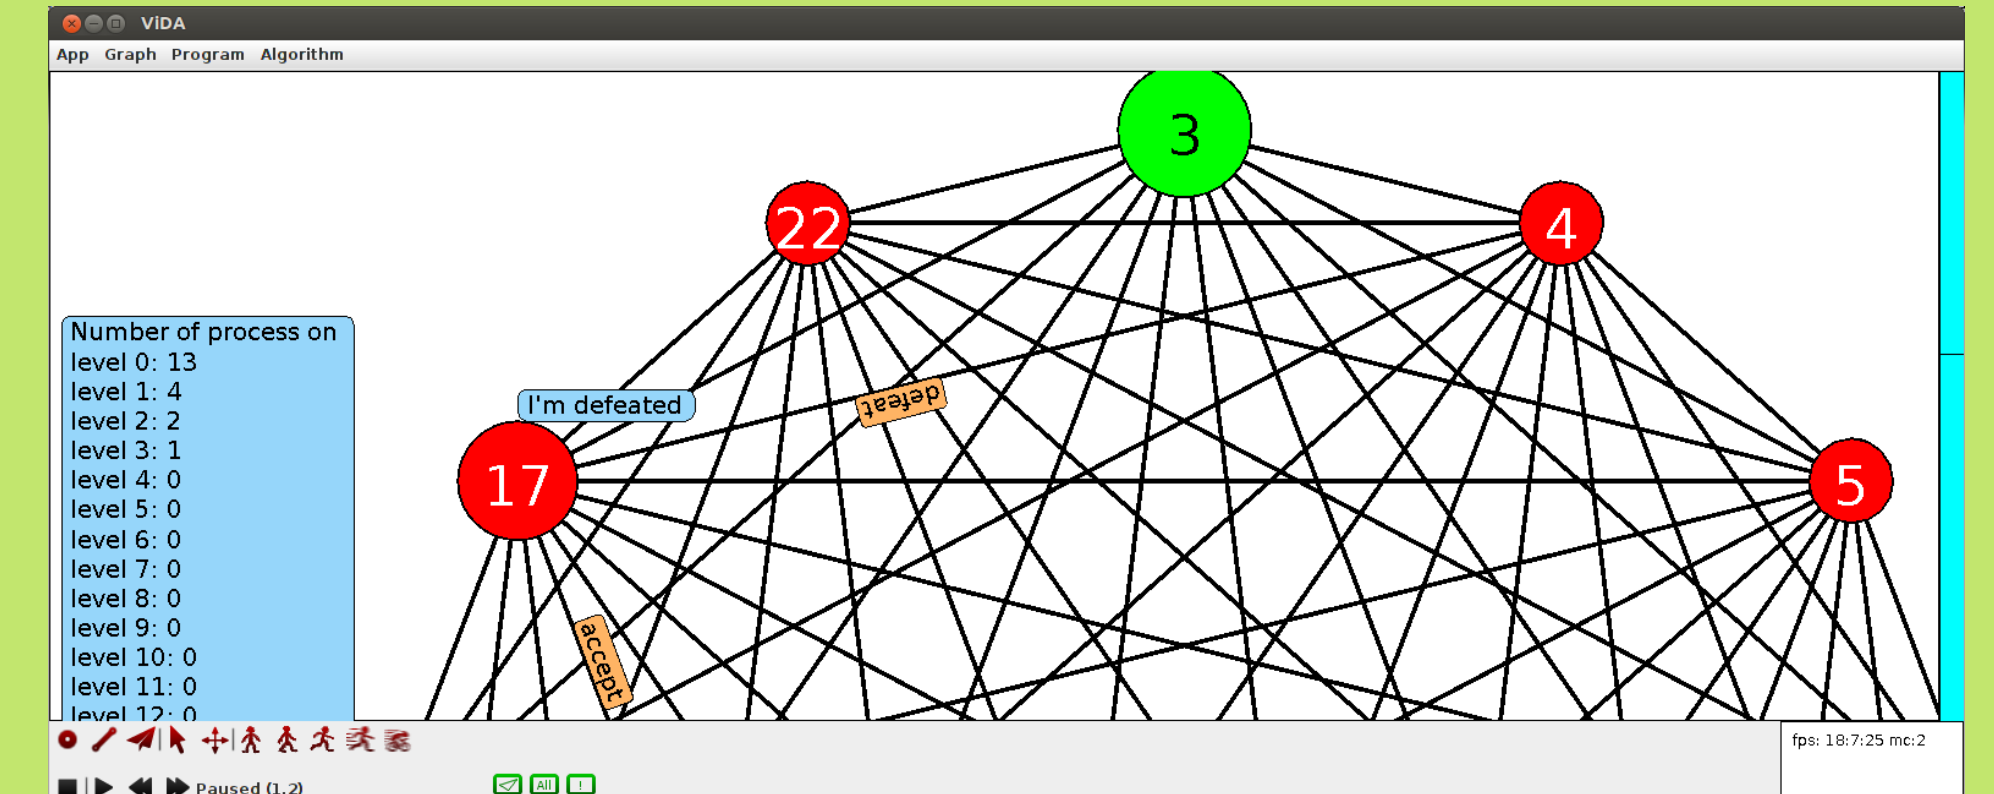 ViDA
App Graph Program Algorithm
3
22
4
Number of process on
level 0: 13
level 1: 4
level 2: 2
level 3: 1
level 4: 0
level 5: 0
level 6: 0
level 7: 0
level 8: 0
level 9: 0
level 10: 0
level 11: 0
level 12: 0
I'm defeated
defeat
17
5
accept
fps: 18:7:25 mc:2
Paused (1,2)
All
!